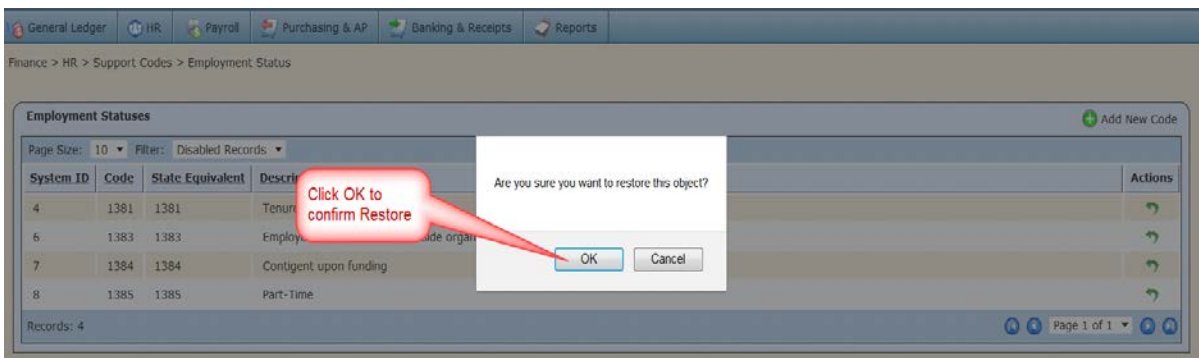 General Ledger HR Payroll Purchasing & AP Banking & Receipts Reports
Finance > HR > Support Codes > Employment Status
Employment Statuses Add New Code
Page Size: 10 Filter: Disabled Records
System ID Code State Equivalent Actions
4 1381 1381
6 1383 1383
7 1384 1384 Contigent upon funding
8 1385 1385 Part-Time
Records: 4 Page 1 of 1
Are you sure you want to restore this object?
OK Cancel
Click OK to
confirm Restore